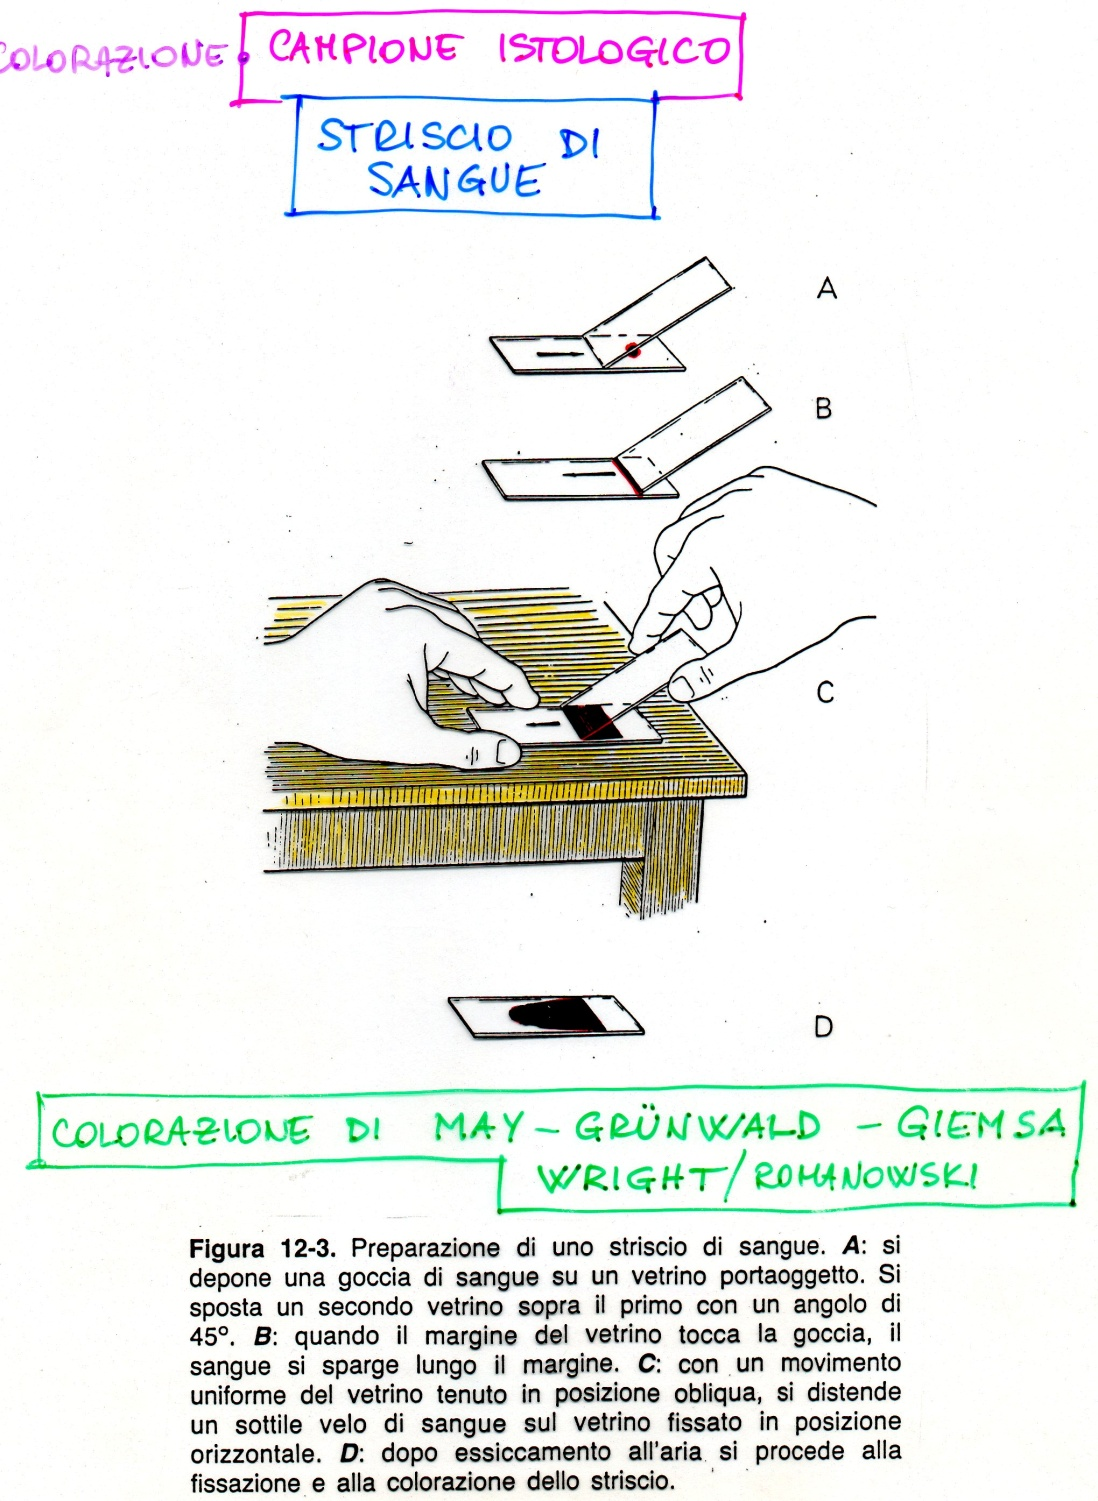 COLORAZIONE • CAMPIONE ISTOLOGICO
STRISCIO DI
SANGUE
A
B
C
D
COLORAZIONE DI MAY - GRÜNWALD - GIEMSA
WRIGHT/ROMANOWSKI
Figura 12-3. Preparazione di uno striscio di sangue. A: si
depone una goccia di sangue su un vetrino portaoggetto. Si
sposta un secondo vetrino sopra il primo con un angolo di
45°. B: quando il margine del vetrino tocca la goccia, il
sangue si sparge lungo il margine. C: con un movimento
uniforme del vetrino tenuto in posizione obliqua, si distende
un sottile velo di sangue sul vetrino fissato in posizione
orizzontale. D: dopo essiccamento all'aria si procede alla
fissazione e alla colorazione dello striscio.